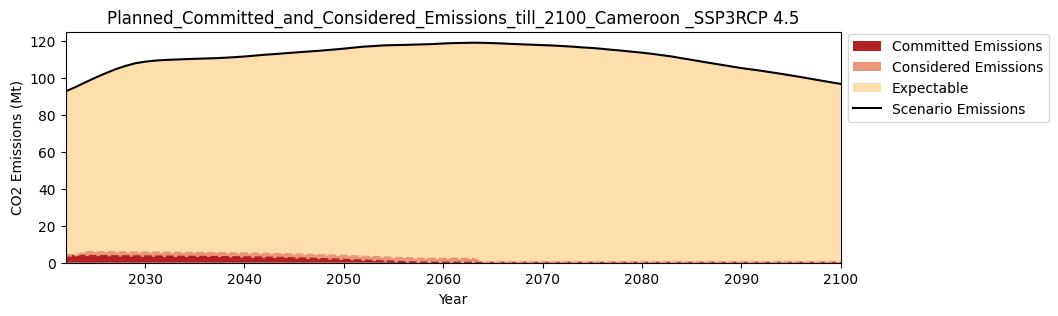 Planned_Committed_and_Considered_Emissions_till_2100_Cameroon _SSP3RCP 4.5
CO2 Emissions (Mt)
120
100
80
60
40
20
0
2030
2040
2050
2060
2070
2080
2090
2100
Year
Committed Emissions
Considered Emissions
Expectable
Scenario Emissions